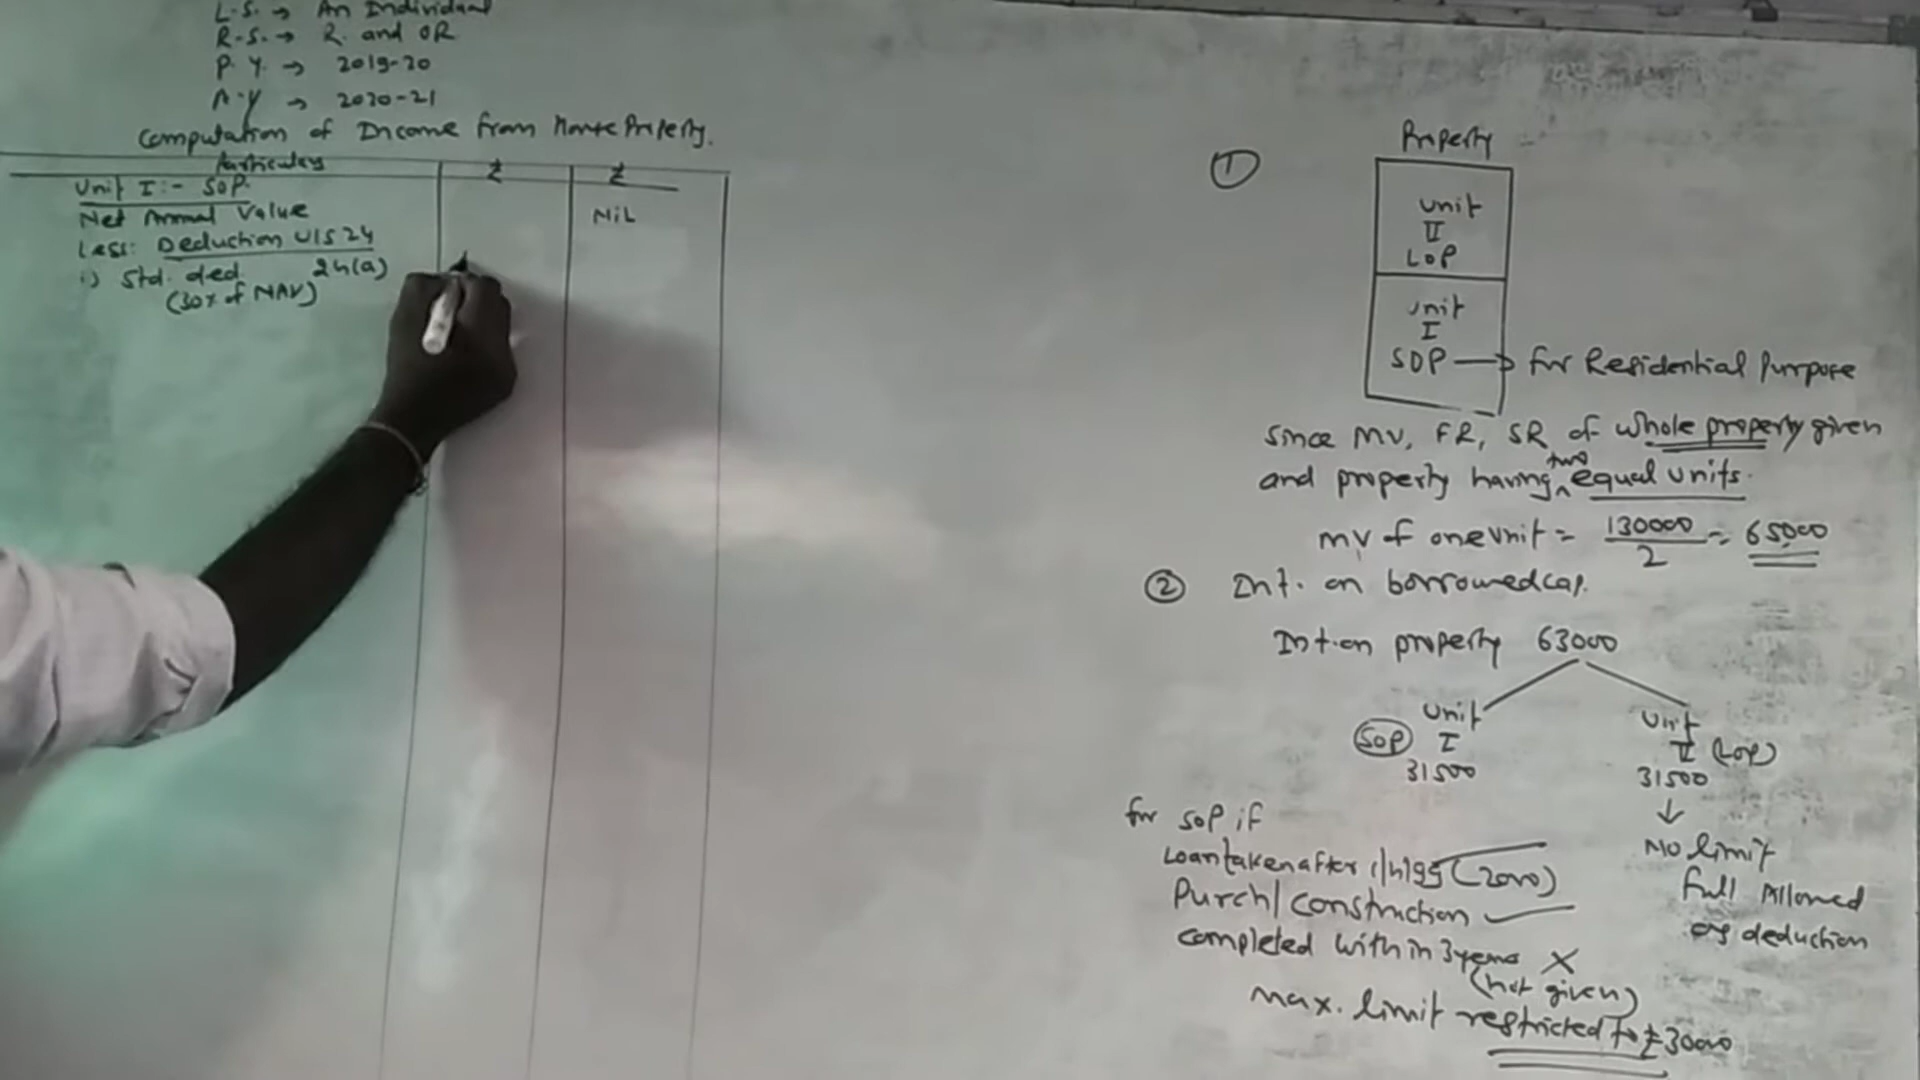 L.S. → An Individual
R.S. → R. and OR
P.Y. → 2019-20
A.Y → 2020-21
Computation of Income from House Property.
Particulars ₹ ₹
Unit I :- SOP.
Net Annual Value NiL
Less: Deduction U/S 24
i) Std. ded. 24(a)
(30% of NAV)
① Property
Unit
II
LOP
Unit
I
SOP → for Residential Purpose
Since MV, FR, SR of whole property given
and property having two equal units.
MV of one unit = 130000/2 = 65000
② Int. on borrowed cap.
Int. on property 63000
Unit
SOP I
31500
Unit
II (LOP)
31500
↓
No limit
full Allowed
as deduction
for SOP if
Loan taken after 1/4/99 (2000)
Purch/Construction
completed within 3 years ×
(not given)
Max. limit restricted to ₹30000